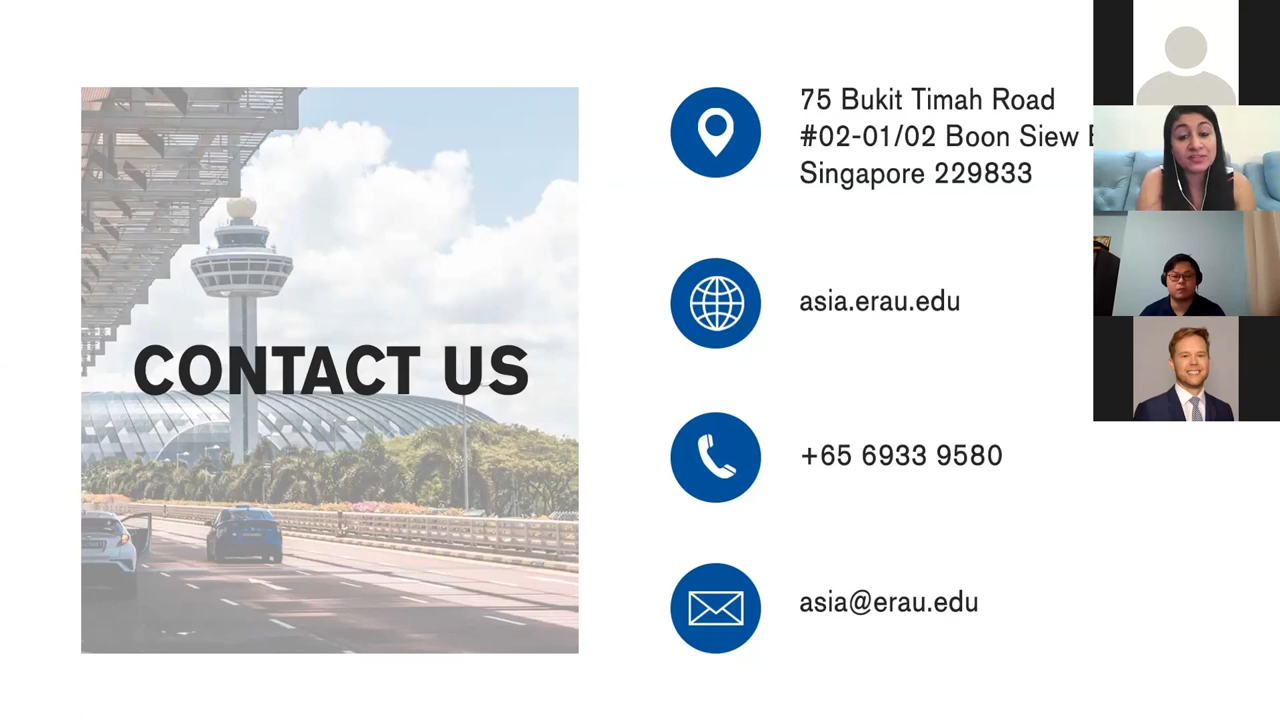 CONTACT US
75 Bukit Timah Road
#02-01/02 Boon Siew
Singapore 229833
asia.erau.edu
+65 6933 9580
asia@erau.edu